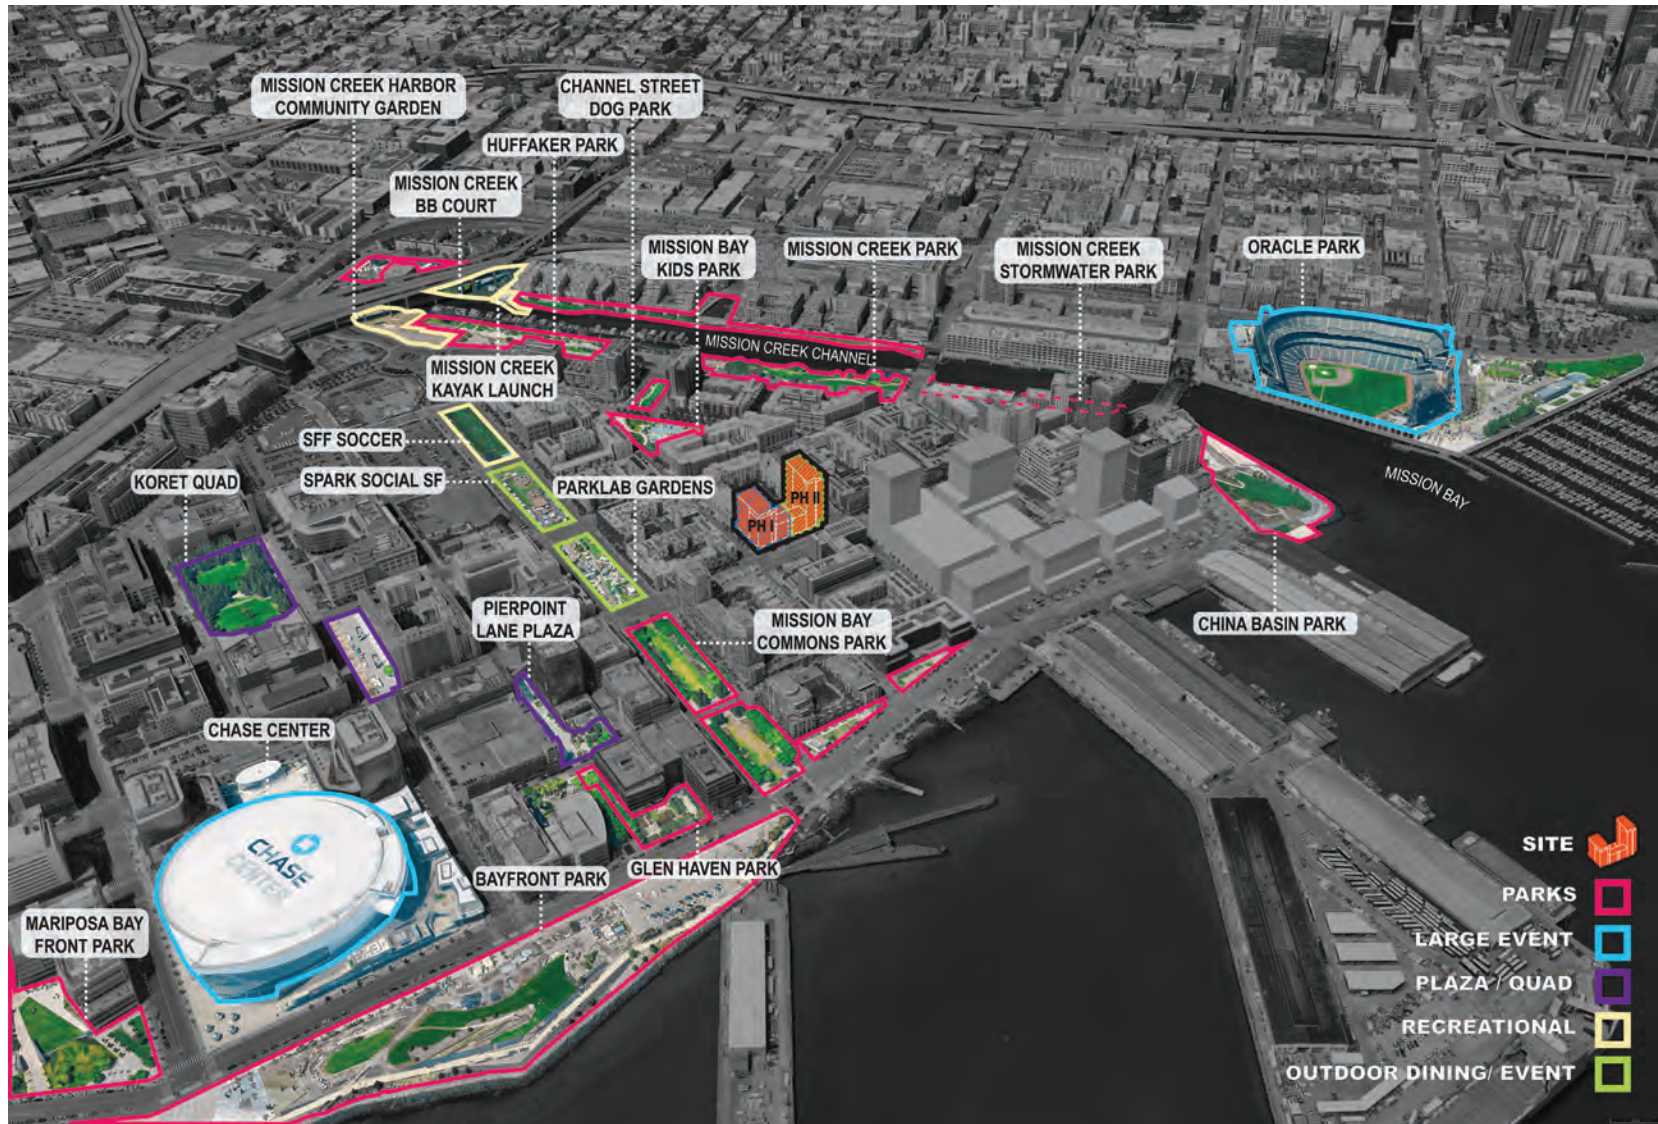 MISSION CREEK HARBOR
COMMUNITY GARDEN
CHANNEL STREET
DOG PARK
HUFFAKER PARK
MISSION CREEK
BB COURT
MISSION BAY
KIDS PARK
MISSION CREEK PARK
MISSION CREEK
STORMWATER PARK
ORACLE PARK
MISSION CREEK CHANNEL
MISSION CREEK
KAYAK LAUNCH
SFF SOCCER
SPARK SOCIAL SF
PARKLAB GARDENS
KORET QUAD
PH I
PH II
MISSION BAY
PIERPOINT
LANE PLAZA
MISSION BAY
COMMONS PARK
CHINA BASIN PARK
CHASE CENTER
CHASE
CENTER
BAYFRONT PARK
GLEN HAVEN PARK
MARIPOSA BAY
FRONT PARK
SITE
PARKS
LARGE EVENT
PLAZA / QUAD
RECREATIONAL
OUTDOOR DINING/ EVENT